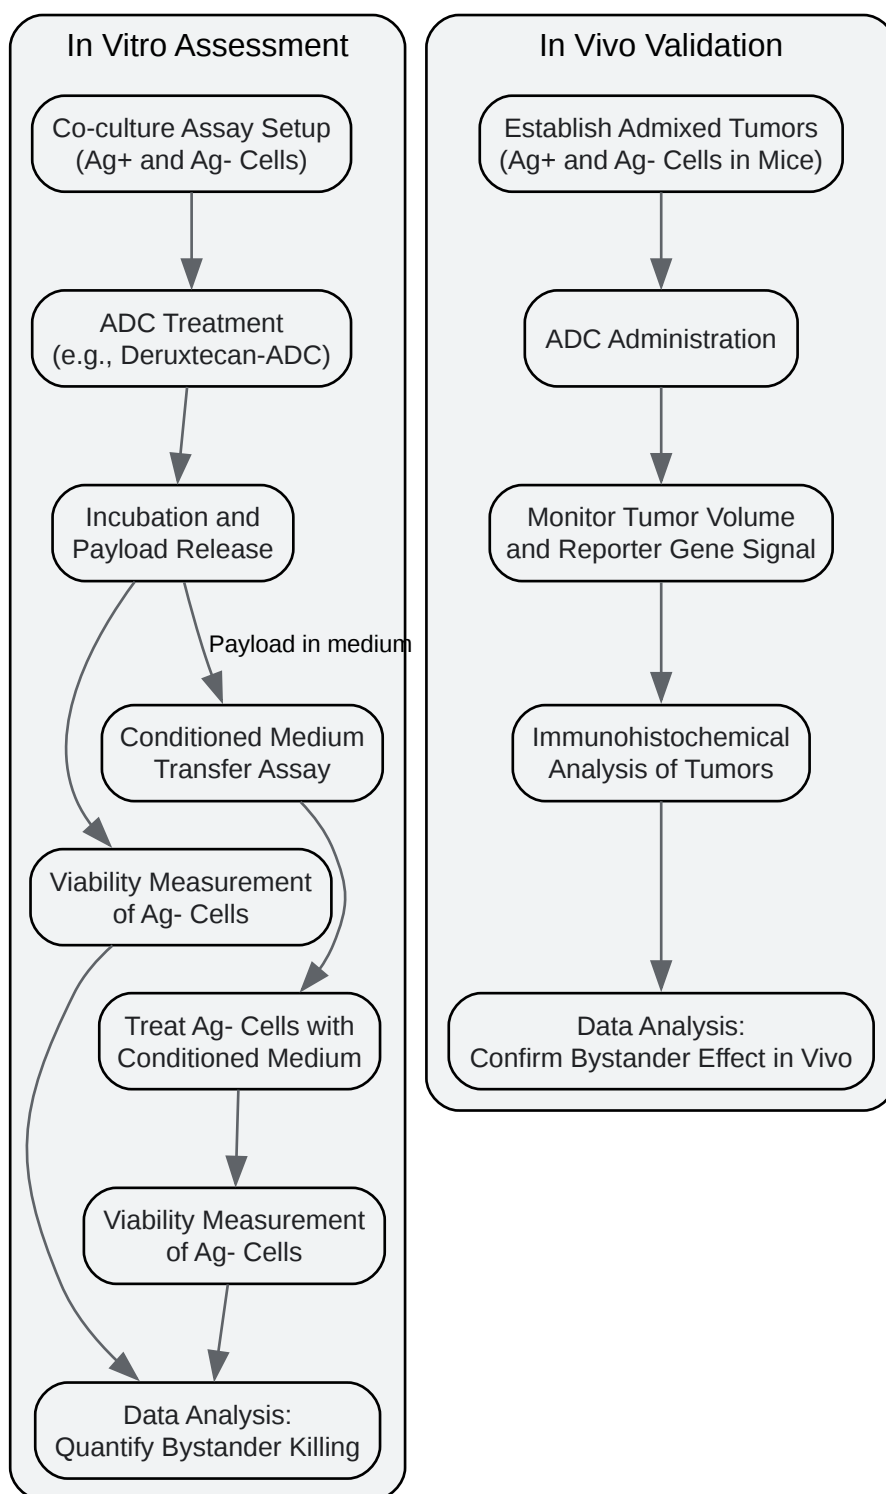 In Vitro Assessment
Co-culture Assay Setup
(Ag+ and Ag- Cells)
ADC Treatment
(e.g., Deruxtecan-ADC)
Incubation and
Payload Release
Payload in medium
Conditioned Medium
Transfer Assay
Viability Measurement
of Ag- Cells
Treat Ag- Cells with
Conditioned Medium
Viability Measurement
of Ag- Cells
Data Analysis:
Quantify Bystander Killing
In Vivo Validation
Establish Admixed Tumors
(Ag+ and Ag- Cells in Mice)
ADC Administration
Monitor Tumor Volume
and Reporter Gene Signal
Immunohistochemical
Analysis of Tumors
Data Analysis:
Confirm Bystander Effect in Vivo